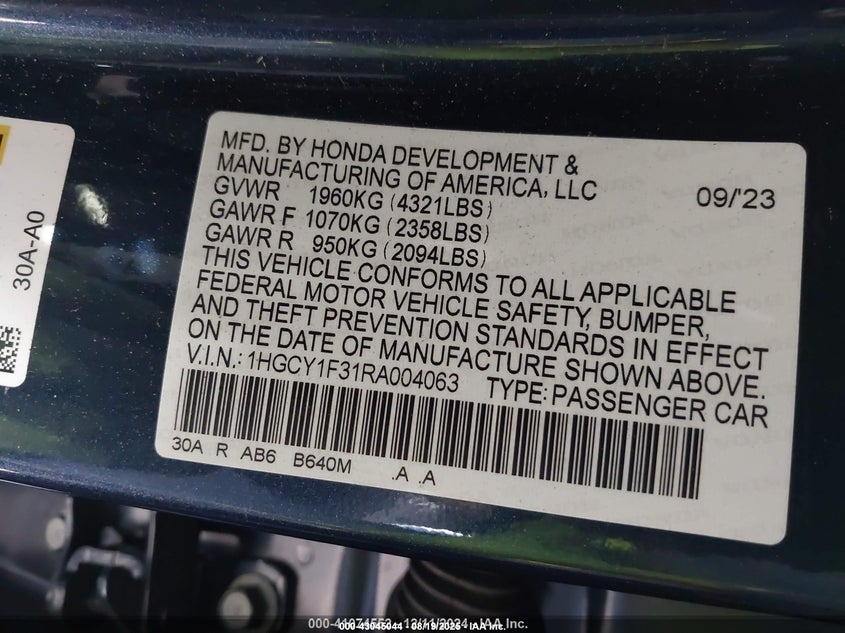 30A-A0
MFD. BY HONDA DEVELOPMENT &
MANUFACTURING OF AMERICA, LLC
09/'23
GVWR 1960KG (4321LBS)
GAWR F 1070KG (2358LBS)
GAWR R 950KG (2094LBS)
THIS VEHICLE CONFORMS TO ALL APPLICABLE
FEDERAL MOTOR VEHICLE SAFETY, BUMPER,
AND THEFT PREVENTION STANDARDS IN EFFECT
ON THE DATE OF MANUFACTURE SHOWN ABOVE.
V.I.N.: 1HGCY1F31RA004063 TYPE: PASSENGER CAR
30A R AB6 B640M .A .A